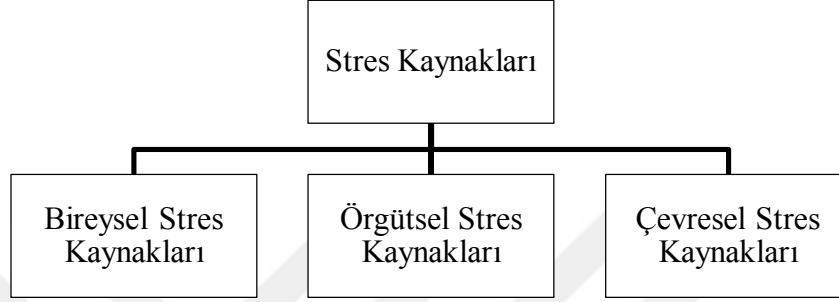 Stres Kaynakları
Bireysel Stres
Kaynakları
Örgütsel Stres
Kaynakları
Çevresel Stres
Kaynakları